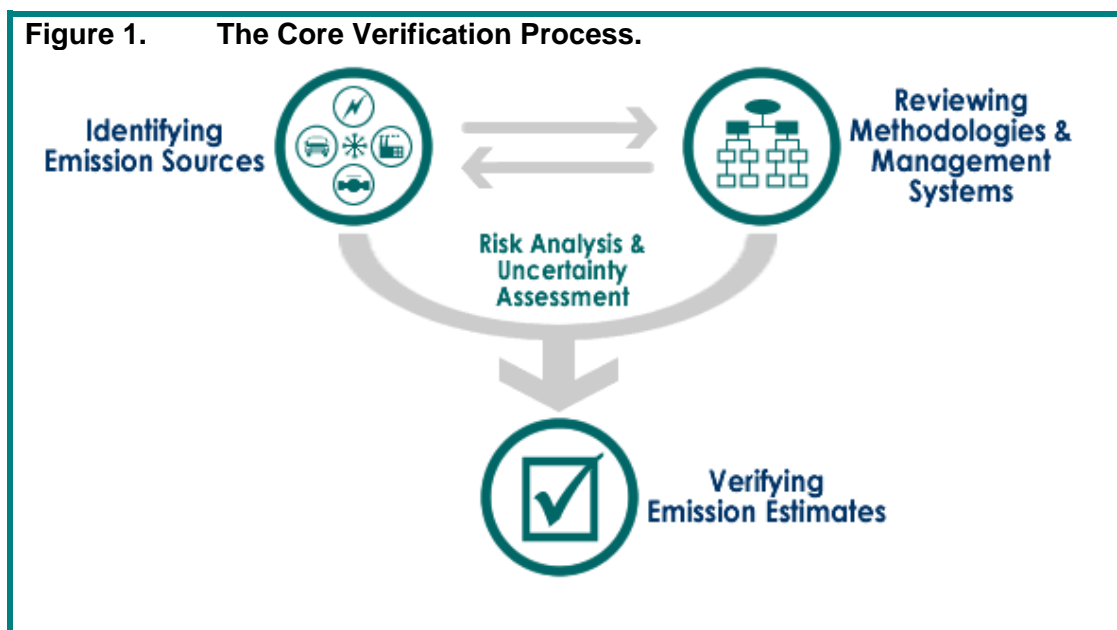 Figure 1. The Core Verification Process.
Identifying
Emission Sources
Reviewing
Methodologies &
Management
Systems
Risk Analysis &
Uncertainty
Assessment
Verifying
Emission Estimates